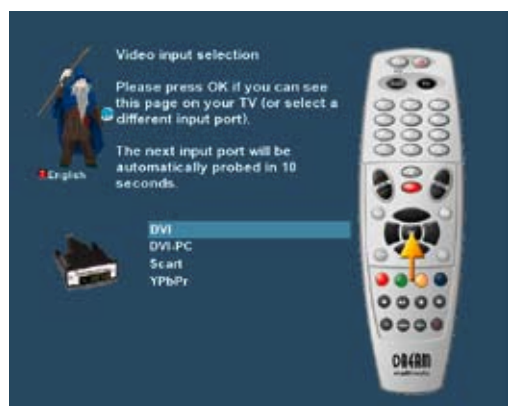 Video input selection
Please press OK if you can see
this page on your TV (or select a
different input port).
The next input port will be
automatically probed in 10
seconds.
English
DVI
DVI-PC
Scart
YPbPr
DREAM
multimedia